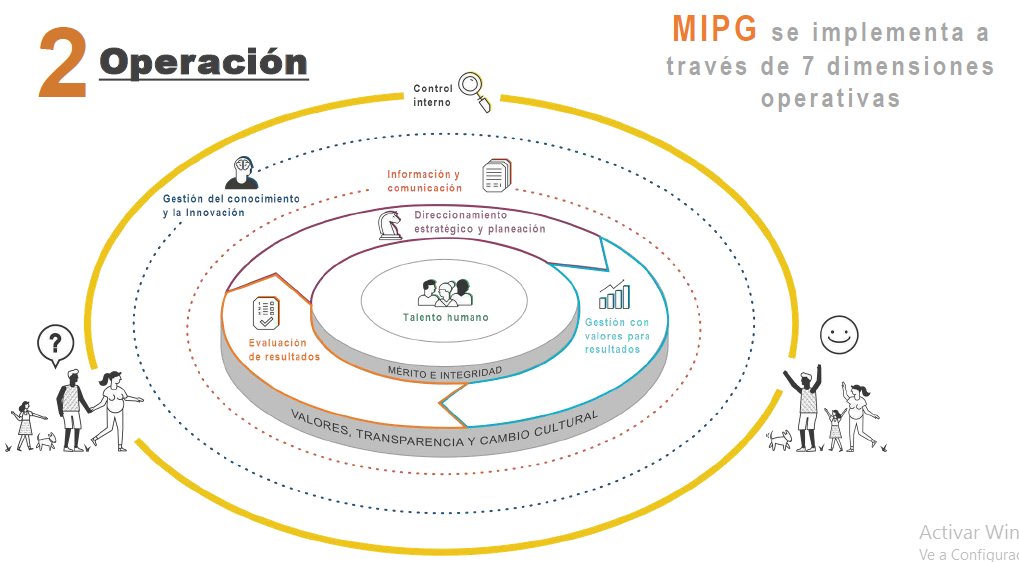 2 Operación
MIPG se implementa a
través de 7 dimensiones
operativas
Control
interno
Información y
comunicación
Gestión del conocimiento
y la Innovación
Direccionamiento
estratégico y planeación
Talento humano
Gestión con
valores para
resultados
Evaluación
de resultados
MÉRITO E INTEGRIDAD
VALORES, TRANSPARENCIA Y CAMBIO CULTURAL
?
Activar Win
Ve a Configurac